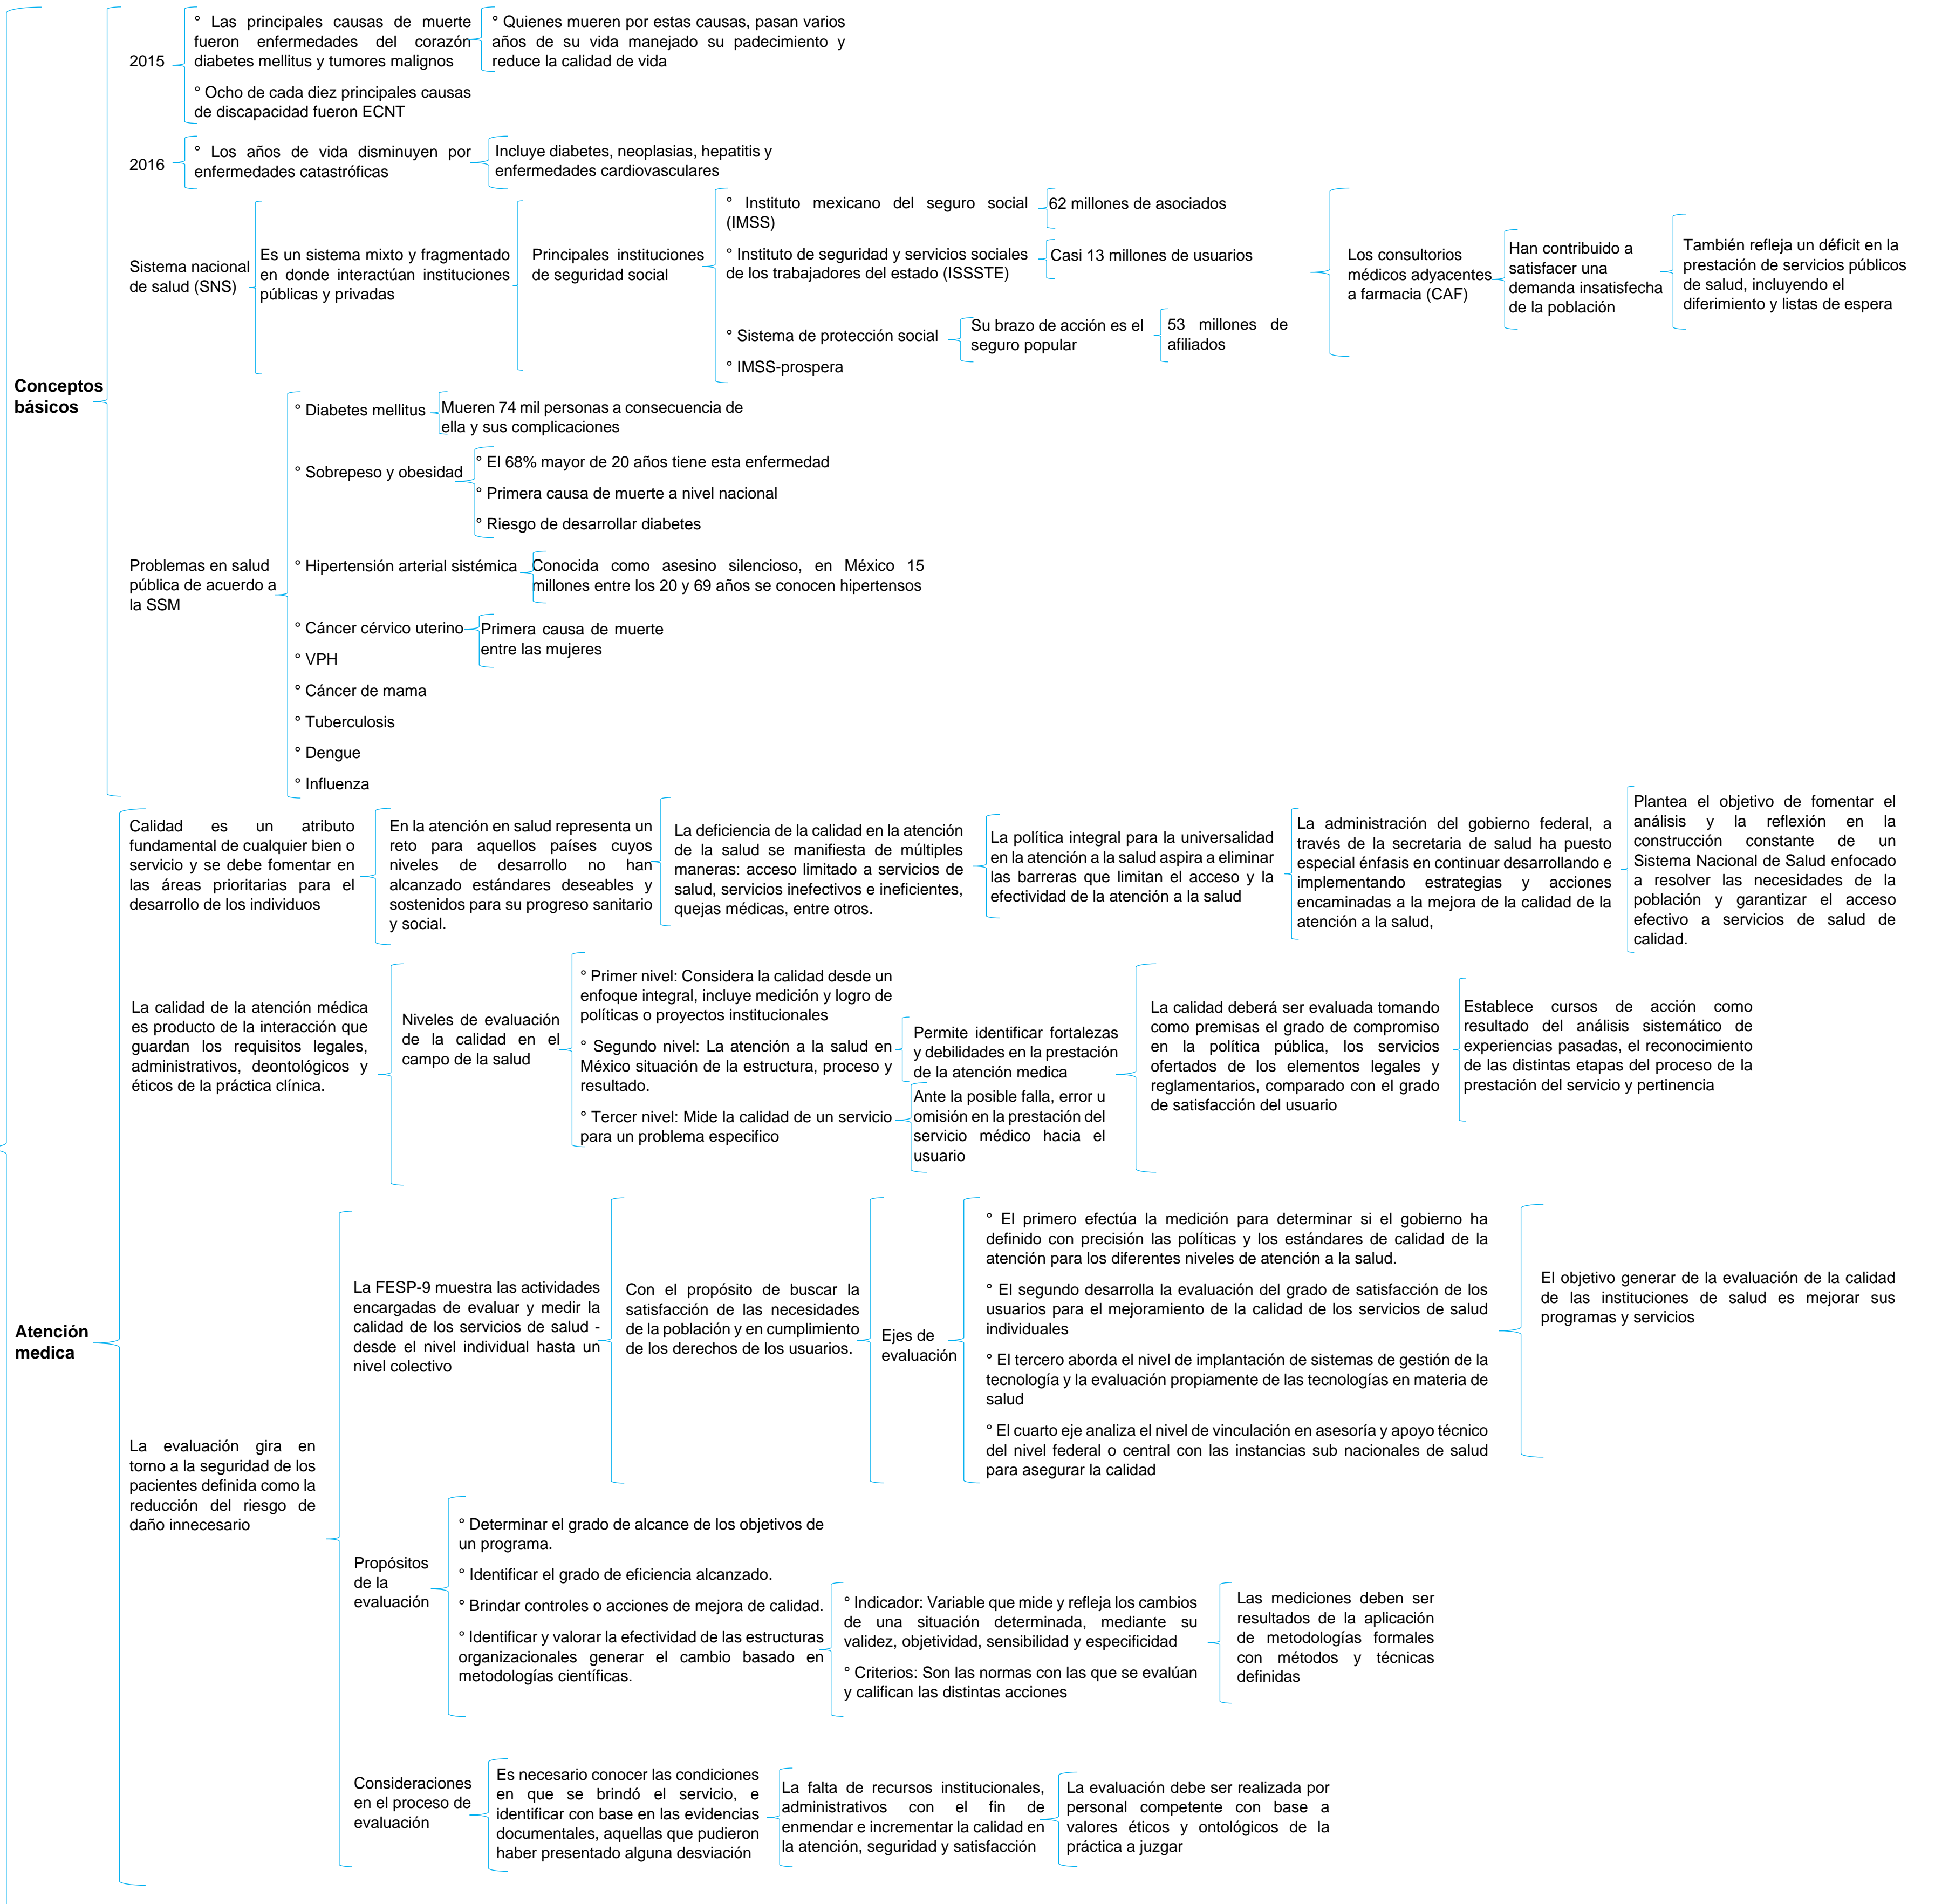 Conceptos
básicos
2015
° Las principales causas de muerte
fueron enfermedades del corazón
diabetes mellitus y tumores malignos
° Ocho de cada diez principales causas
de discapacidad fueron ECNT
° Quienes mueren por estas causas, pasan varios
años de su vida manejado su padecimiento y
reduce la calidad de vida
2016
° Los años de vida disminuyen por
enfermedades catastróficas
Incluye diabetes, neoplasias, hepatitis y
enfermedades cardiovasculares
Sistema nacional
de salud (SNS)
Es un sistema mixto y fragmentado
en donde interactúan instituciones
públicas y privadas
Principales instituciones
de seguridad social
° Instituto mexicano del seguro social
(IMSS)
62 millones de asociados
° Instituto de seguridad y servicios sociales
de los trabajadores del estado (ISSSTE)
Casi 13 millones de usuarios
° Sistema de protección social
Su brazo de acción es el
seguro popular
53 millones de
afiliados
° IMSS-prospera
Los consultorios
médicos adyacentes
a farmacia (CAF)
Han contribuido a
satisfacer una
demanda insatisfecha
de la población
También refleja un déficit en la
prestación de servicios públicos
de salud, incluyendo el
diferimiento y listas de espera
Problemas en salud
pública de acuerdo a
la SSM
° Diabetes mellitus
Mueren 74 mil personas a consecuencia de
ella y sus complicaciones
° Sobrepeso y obesidad
° El 68% mayor de 20 años tiene esta enfermedad
° Primera causa de muerte a nivel nacional
° Riesgo de desarrollar diabetes
° Hipertensión arterial sistémica
Conocida como asesino silencioso, en México 15
millones entre los 20 y 69 años se conocen hipertensos
° Cáncer cérvico uterino
Primera causa de muerte
entre las mujeres
° VPH
° Cáncer de mama
° Tuberculosis
° Dengue
° Influenza
Atención
medica
Calidad es un atributo
fundamental de cualquier bien o
servicio y se debe fomentar en
las áreas prioritarias para el
desarrollo de los individuos
En la atención en salud representa un
reto para aquellos países cuyos
niveles de desarrollo no han
alcanzado estándares deseables y
sostenidos para su progreso sanitario
y social.
La deficiencia de la calidad en la atención
de la salud se manifiesta de múltiples
maneras: acceso limitado a servicios de
salud, servicios inefectivos e ineficientes,
quejas médicas, entre otros.
La política integral para la universalidad
en la atención a la salud aspira a eliminar
las barreras que limitan el acceso y la
efectividad de la atención a la salud
La administración del gobierno federal, a
través de la secretaria de salud ha puesto
especial énfasis en continuar desarrollando e
implementando estrategias y acciones
encaminadas a la mejora de la calidad de la
atención a la salud,
Plantea el objetivo de fomentar el
análisis y la reflexión en la
construcción constante de un
Sistema Nacional de Salud enfocado
a resolver las necesidades de la
población y garantizar el acceso
efectivo a servicios de salud de
calidad.
La calidad de la atención médica
es producto de la interacción que
guardan los requisitos legales,
administrativos, deontológicos y
éticos de la práctica clínica.
Niveles de evaluación
de la calidad en el
campo de la salud
° Primer nivel: Considera la calidad desde un
enfoque integral, incluye medición y logro de
políticas o proyectos institucionales
° Segundo nivel: La atención a la salud en
México situación de la estructura, proceso y
resultado.
° Tercer nivel: Mide la calidad de un servicio
para un problema especifico
Permite identificar fortalezas
y debilidades en la prestación
de la atención medica
Ante la posible falla, error u
omisión en la prestación del
servicio médico hacia el
usuario
La calidad deberá ser evaluada tomando
como premisas el grado de compromiso
en la política pública, los servicios
ofertados de los elementos legales y
reglamentarios, comparado con el grado
de satisfacción del usuario
Establece cursos de acción como
resultado del análisis sistemático de
experiencias pasadas, el reconocimiento
de las distintas etapas del proceso de la
prestación del servicio y pertinencia
La evaluación gira en
torno a la seguridad de los
pacientes definida como la
reducción del riesgo de
daño innecesario
La FESP-9 muestra las actividades
encargadas de evaluar y medir la
calidad de los servicios de salud -
desde el nivel individual hasta un
nivel colectivo
Con el propósito de buscar la
satisfacción de las necesidades
de la población y en cumplimiento
de los derechos de los usuarios.
Ejes de
evaluación
° El primero efectúa la medición para determinar si el gobierno ha
definido con precisión las políticas y los estándares de calidad de la
atención para los diferentes niveles de atención a la salud.
° El segundo desarrolla la evaluación del grado de satisfacción de los
usuarios para el mejoramiento de la calidad de los servicios de salud
individuales
° El tercero aborda el nivel de implantación de sistemas de gestión de la
tecnología y la evaluación propiamente de las tecnologías en materia de
salud
° El cuarto eje analiza el nivel de vinculación en asesoría y apoyo técnico
del nivel federal o central con las instancias sub nacionales de salud
para asegurar la calidad
El objetivo generar de la evaluación de la calidad
de las instituciones de salud es mejorar sus
programas y servicios
Propósitos
de la
evaluación
° Determinar el grado de alcance de los objetivos de
un programa.
° Identificar el grado de eficiencia alcanzado.
° Brindar controles o acciones de mejora de calidad.
° Identificar y valorar la efectividad de las estructuras
organizacionales generar el cambio basado en
metodologías científicas.
° Indicador: Variable que mide y refleja los cambios
de una situación determinada, mediante su
validez, objetividad, sensibilidad y especificidad
° Criterios: Son las normas con las que se evalúan
y califican las distintas acciones
Las mediciones deben ser
resultados de la aplicación
de metodologías formales
con métodos y técnicas
definidas
Consideraciones
en el proceso de
evaluación
Es necesario conocer las condiciones
en que se brindó el servicio, e
identificar con base en las evidencias
documentales, aquellas que pudieron
haber presentado alguna desviación
La falta de recursos institucionales,
administrativos con el fin de
enmendar e incrementar la calidad en
la atención, seguridad y satisfacción
La evaluación debe ser realizada por
personal competente con base a
valores éticos y ontológicos de la
práctica a juzgar